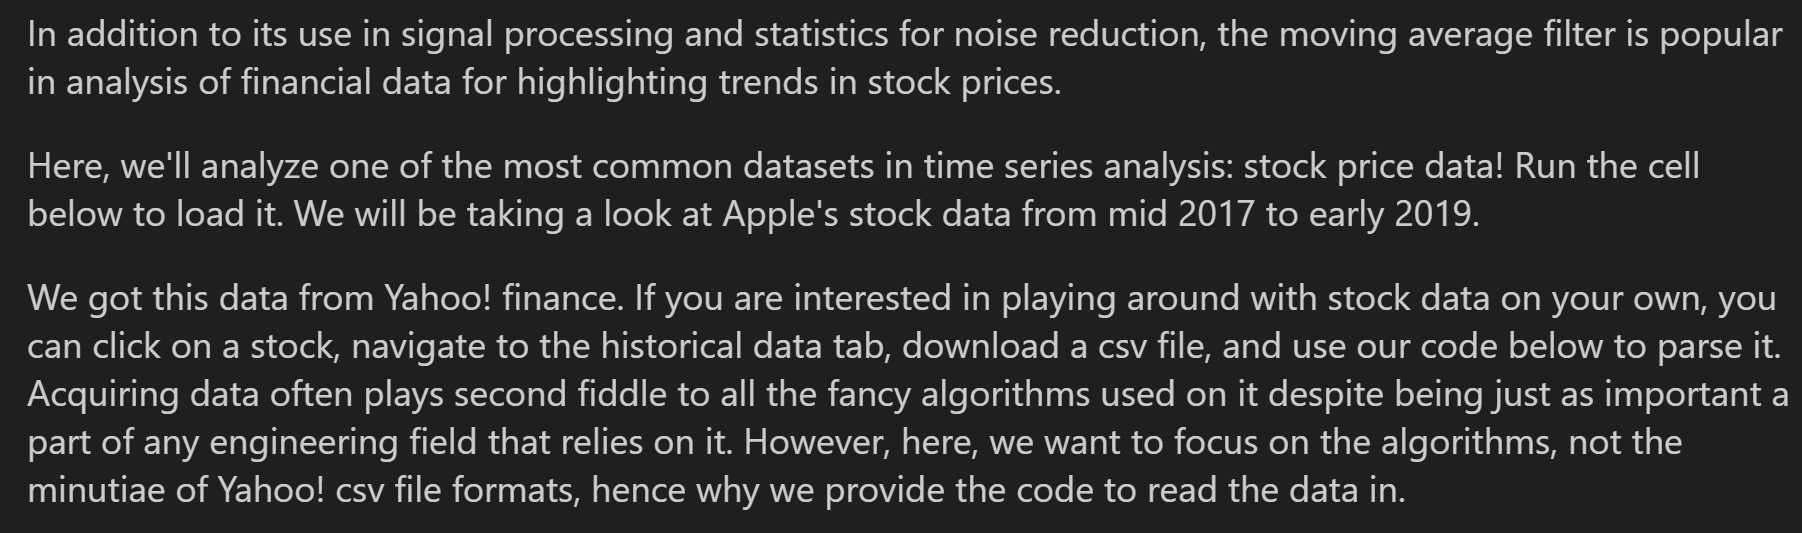 In addition to its use in signal processing and statistics for noise reduction, the moving average filter is popular
in analysis of financial data for highlighting trends in stock prices.
Here, we'll analyze one of the most common datasets in time series analysis: stock price data! Run the cell
below to load it. We will be taking a look at Apple's stock data from mid 2017 to early 2019.
We got this data from Yahoo! finance. If you are interested in playing around with stock data on your own, you
can click on a stock, navigate to the historical data tab, download a csv file, and use our code below to parse it.
Acquiring data often plays second fiddle to all the fancy algorithms used on it despite being just as important a
part of any engineering field that relies on it. However, here, we want to focus on the algorithms, not the
minutiae of Yahoo! csv file formats, hence why we provide the code to read the data in.